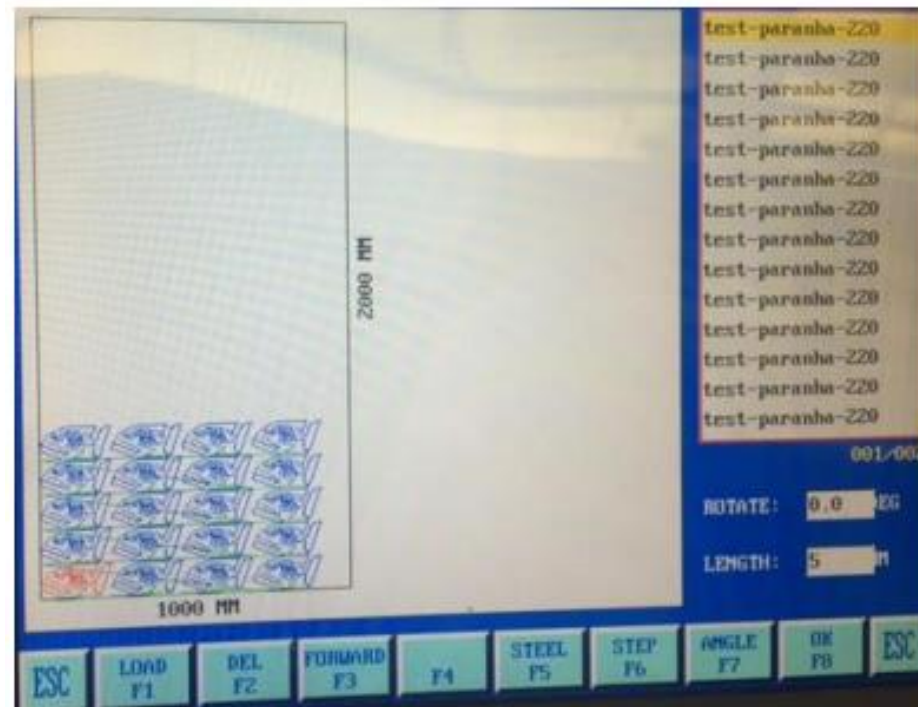 test-paranha-220
test-paranha-220
test-paranha-220
test-paranha-220
test-paranha-220
test-paranha-220
test-paranha-220
test-paranha-220
test-paranha-220
test-paranha-220
test-paranha-220
test-paranha-220
test-paranha-220
test-paranha-220
2000 MM
1000 MM
ROTATE: 0.0 EG
LENGTH: 5 M
ESC
LOAD
F1
DEL
F2
FORWARD
F3
F4
STEEL
F5
STEP
F6
ANGLE
F7
OK
F8
ESC